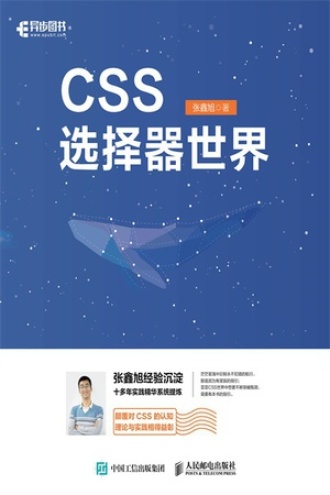 异步图书
www.epubit.com
CSS
张鑫旭◎著
选择器世界
张鑫旭经验沉淀
十多年实践精华系统提炼
颠覆对 CSS 的认知
理论与实践相得益彰
中国工信出版集团
人民邮电出版社